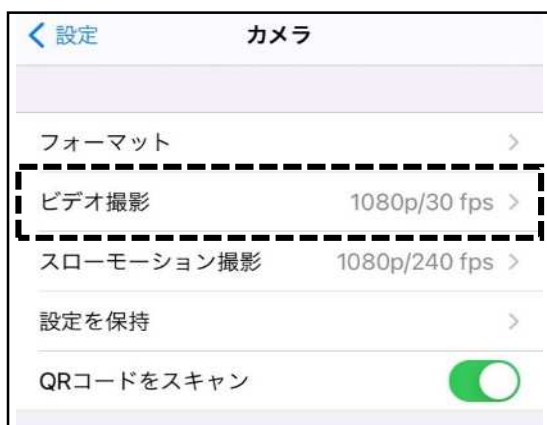 設定 カメラ
フォーマット
ビデオ撮影 1080p/30 fps
スローモーション撮影 1080p/240 fps
設定を保持
QRコードをスキャン